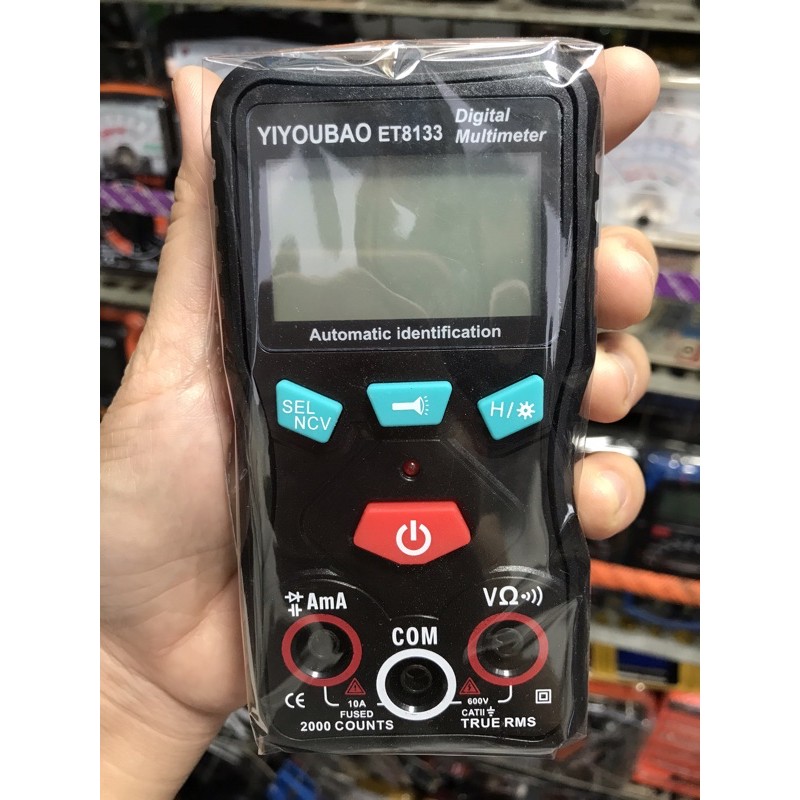 YIYOUBAO ET8133 Digital Multimeter
Automatic identification
SEL
NCV
H/
AmA
VΩ
COM
CE
10A
FUSED
600V
CATII
2000 COUNTS
TRUE RMS